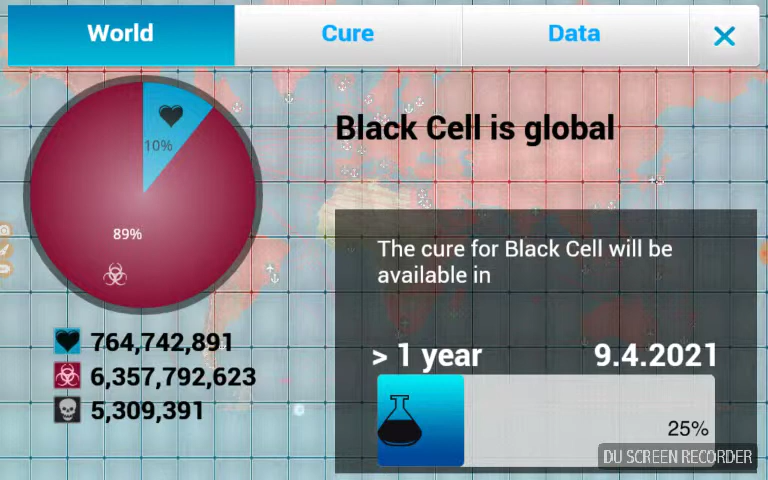 World
Cure
Data
Black Cell is global
10%
89%
The cure for Black Cell will be
available in
> 1 year
9.4.2021
764,742,891
6,357,792,623
5,309,391
25%
DU SCREEN RECORDER